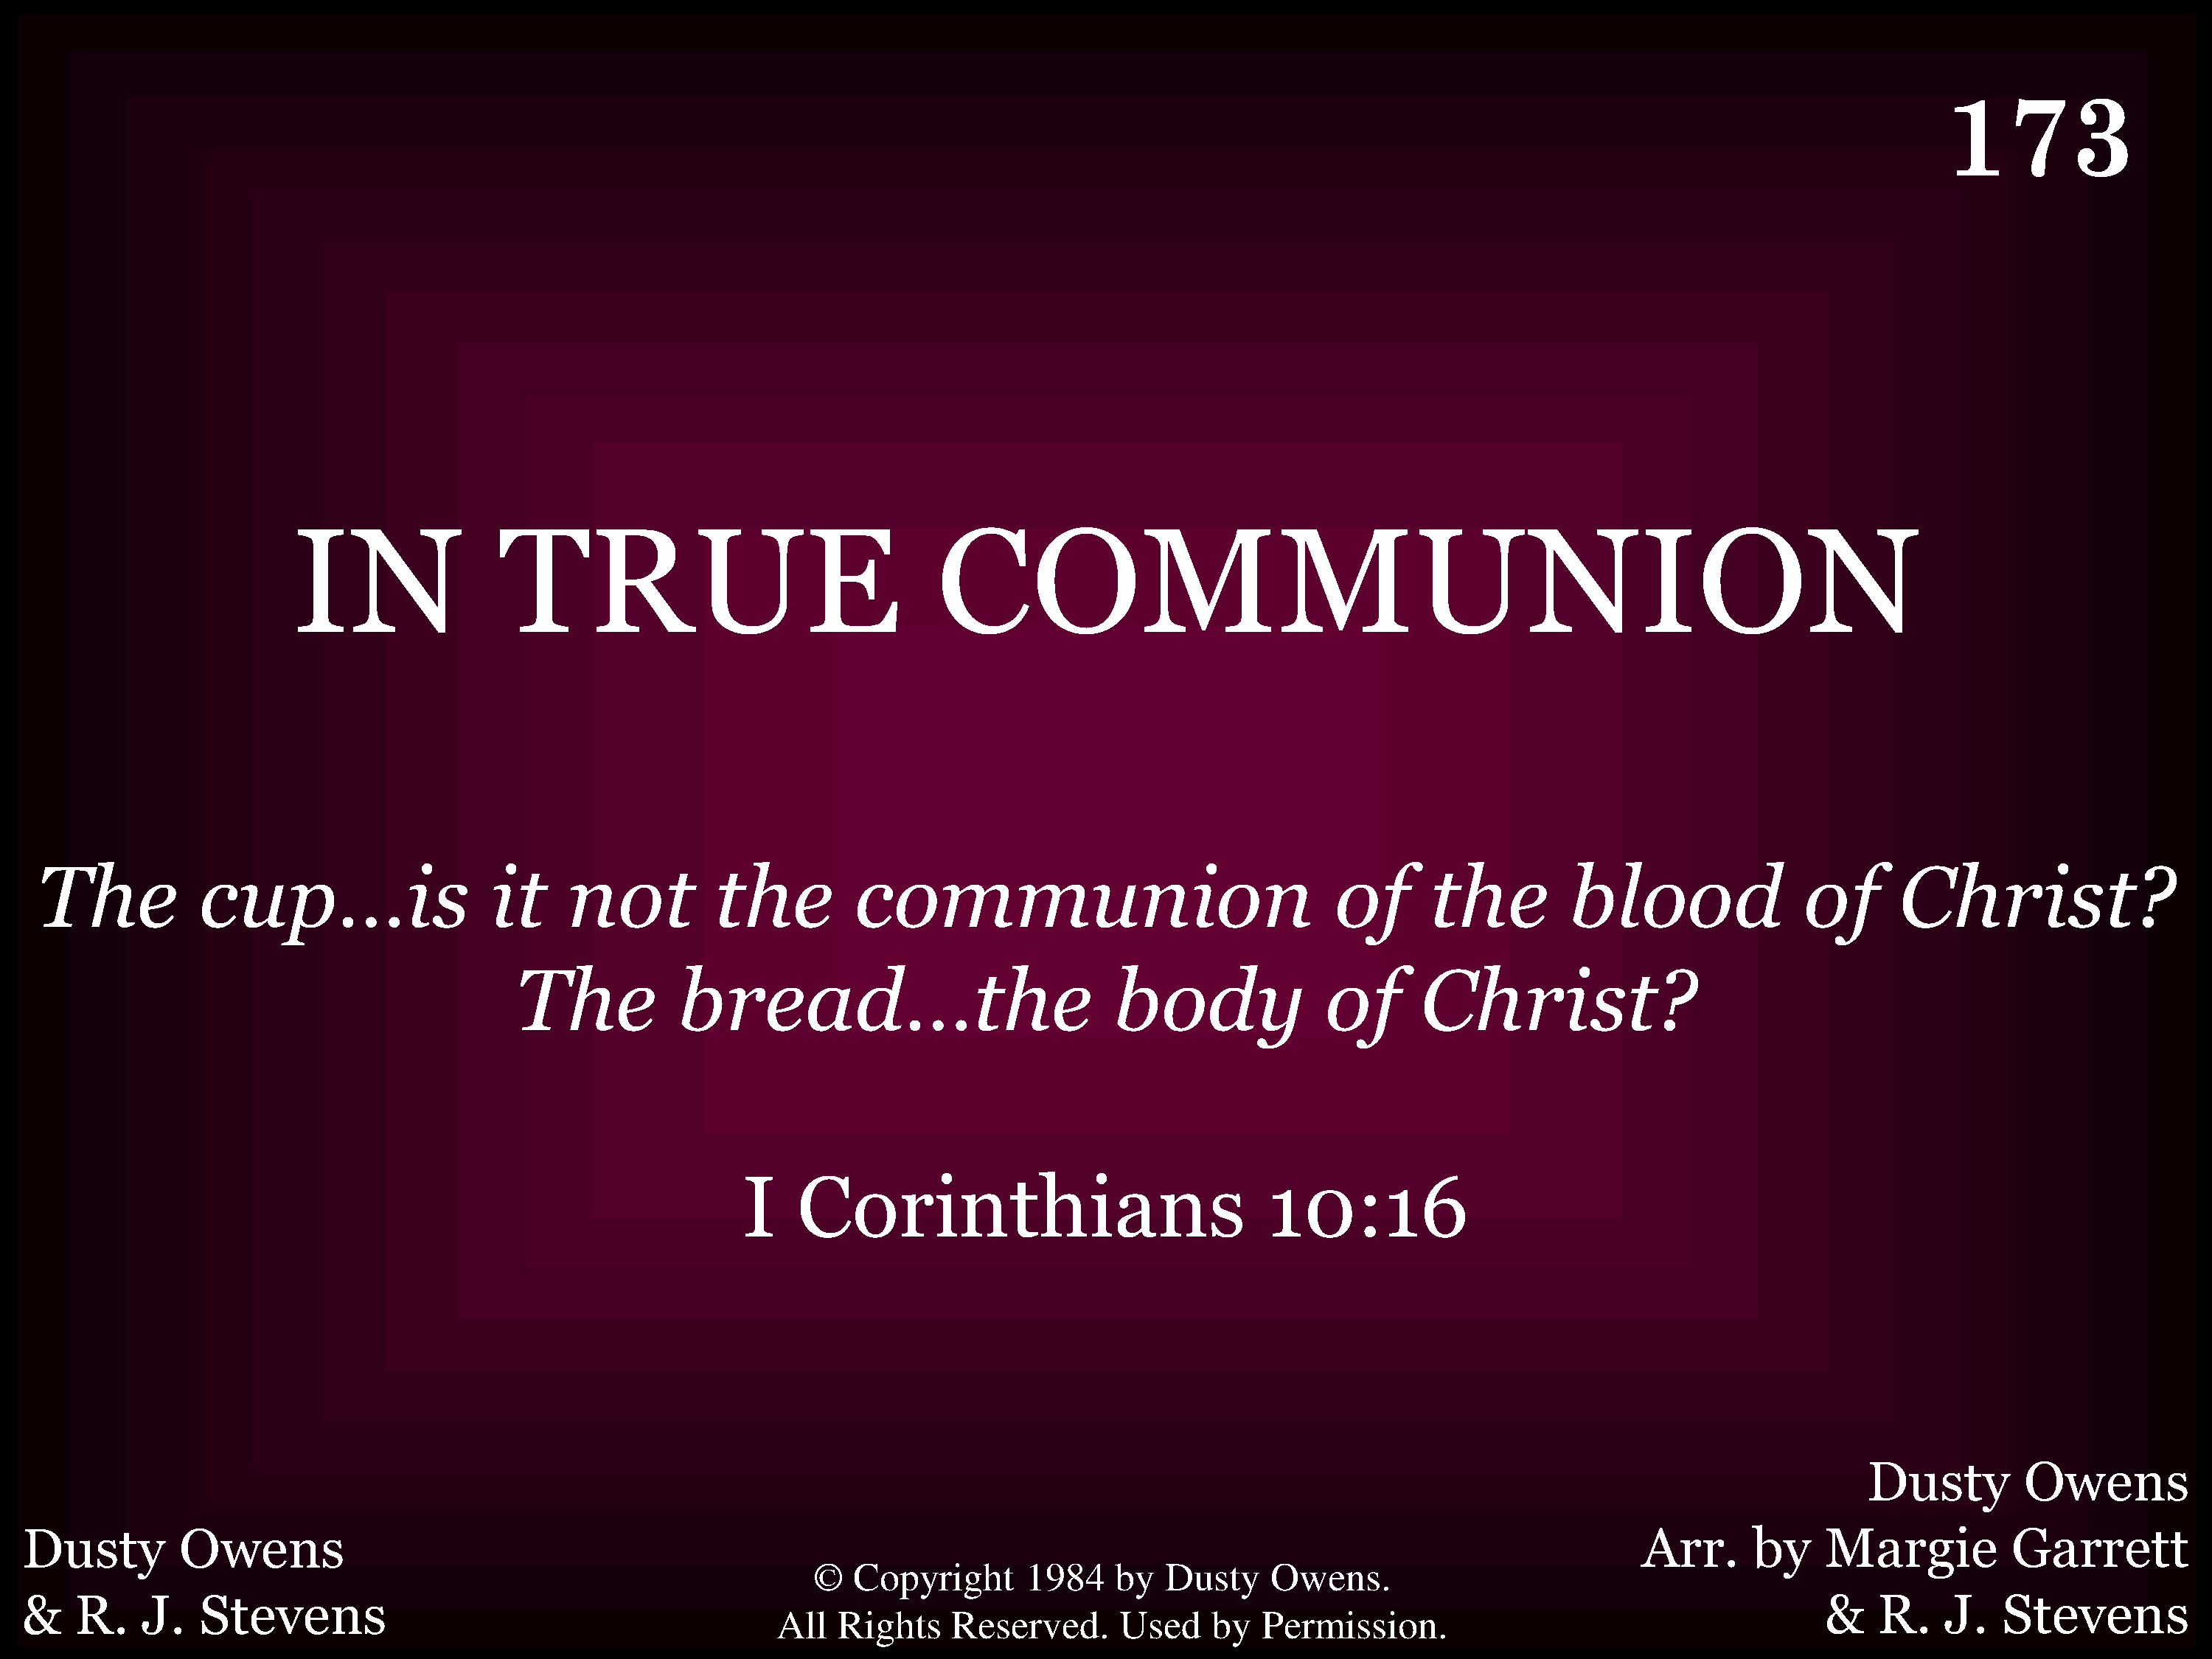 173
IN TRUE COMMUNION
The cup...is it not the communion of the blood of Christ?
The bread...the body of Christ?
I Corinthians 10:16
Dusty Owens
& R. J. Stevens
© Copyright 1984 by Dusty Owens.
All Rights Reserved. Used by Permission.
Dusty Owens
Arr. by Margie Garrett
& R. J. Stevens